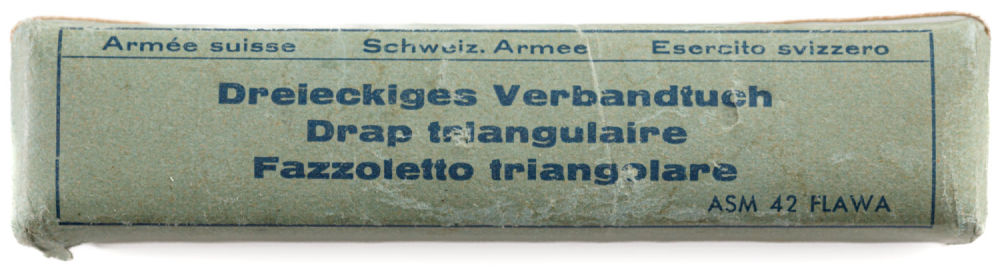 Armée suisse Schweiz. Armee Esercito svizzero
Dreieckiges Verbandtuch
Drap triangulaire
Fazzoletto triangolare
ASM 42 FLAWA